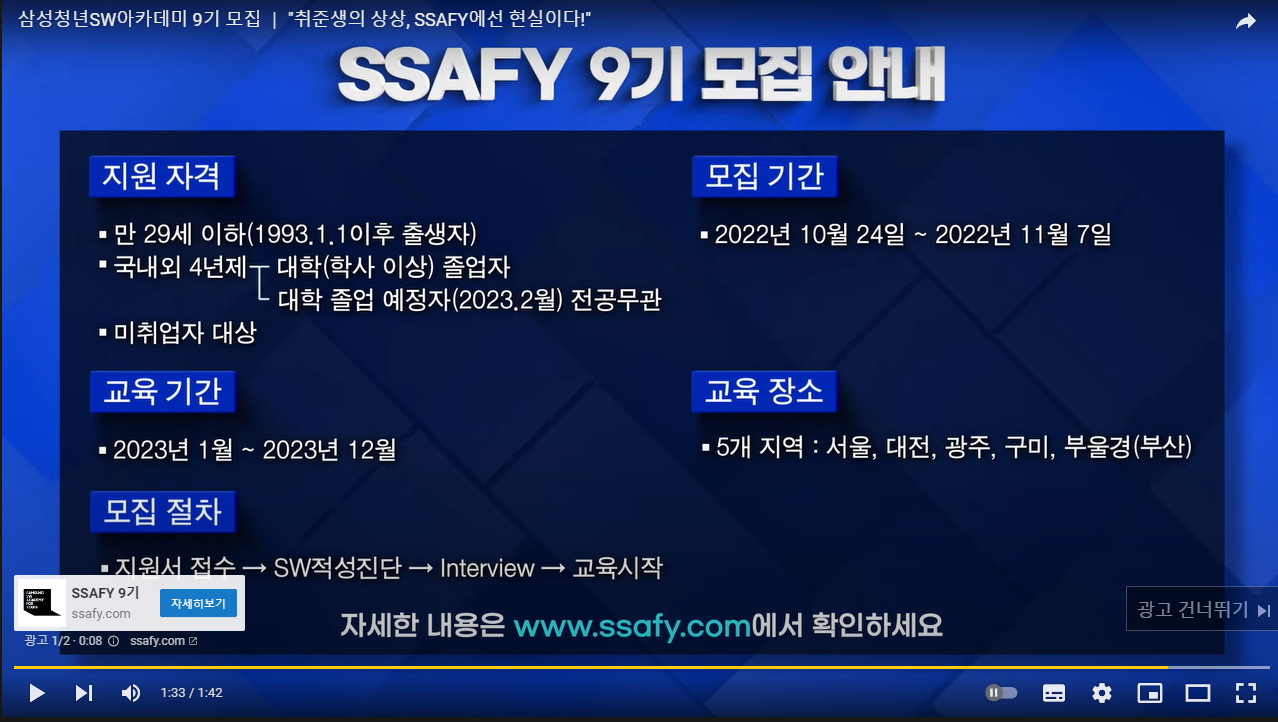 삼성청년SW아카데미 9기 모집 | "취준생의 상상, SSAFY에선 현실이다!"
SSAFY 9기 모집 안내
지원 자격
▪ 만 29세 이하(1993.1.1이후 출생자)
▪ 국내외 4년제 대학(학사 이상) 졸업자
대학 졸업 예정자(2023.2월) 전공무관
▪ 미취업자 대상
모집 기간
▪ 2022년 10월 24일 ~ 2022년 11월 7일
교육 기간
▪ 2023년 1월 ~ 2023년 12월
교육 장소
▪ 5개 지역 : 서울, 대전, 광주, 구미, 부울경(부산)
모집 절차
▪ 지원서 접수 → SW적성진단 → Interview → 교육시작
SAMSUNG
SW
ACADEMY
FOR
YOUTH
SSAFY 9기
ssafy.com
자세히보기
광고 건너뛰기
자세한 내용은 www.ssafy.com에서 확인하세요
광고 1/2 · 0:08 ssafy.com
1:33 / 1:42